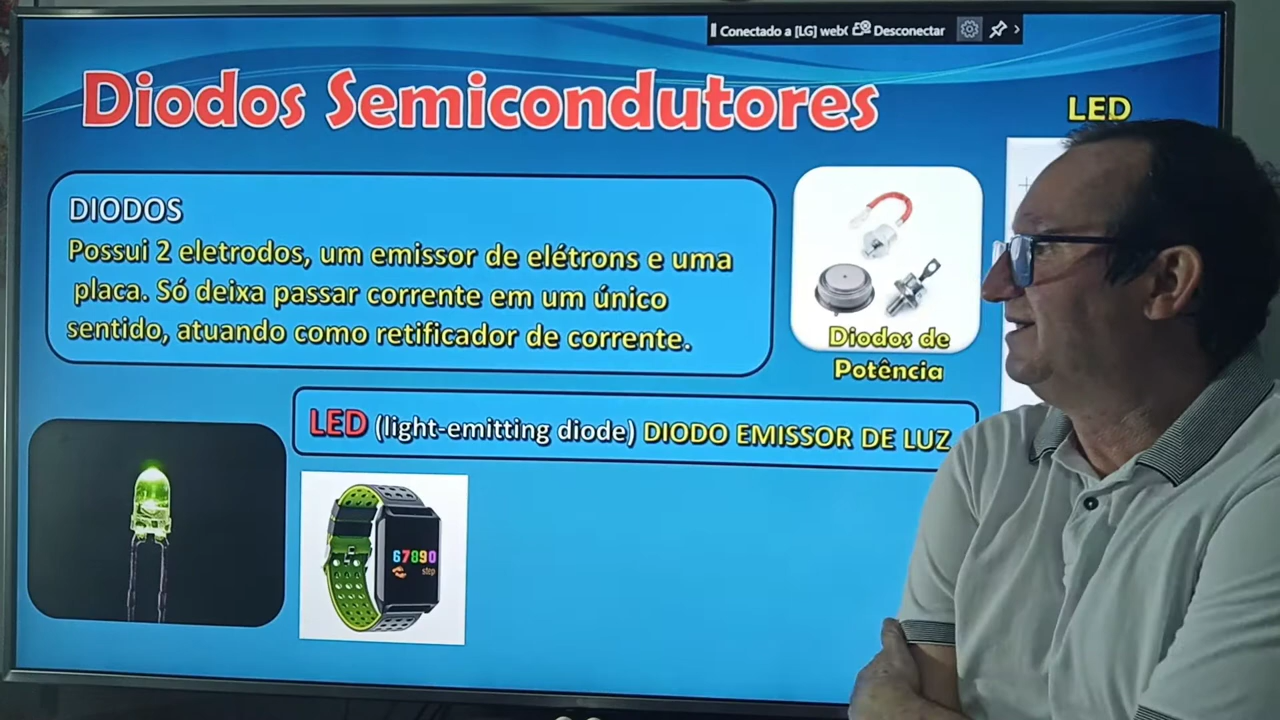 Conectado a [LG] web( Desconectar
Diodos Semicondutores
LED
DIODOS
Possui 2 eletrodos, um emissor de elétrons e uma
placa. Só deixa passar corrente em um único
sentido, atuando como retificador de corrente.
Diodos de
Potência
LED (light-emitting diode) DIODO EMISSOR DE LUZ
67890
step